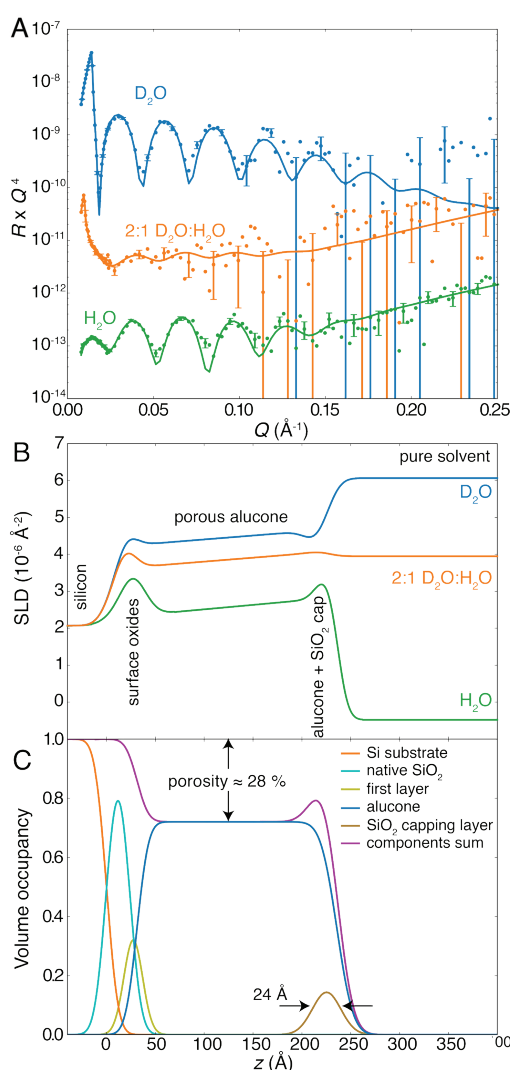 A
10⁻⁷
10⁻⁸
10⁻⁹
10⁻¹⁰
10⁻¹¹
10⁻¹²
10⁻¹³
10⁻¹⁴
R x Q⁴
D₂O
2:1 D₂O:H₂O
H₂O
0.00 0.05 0.10 0.15 0.20 0.25
Q (Å⁻¹)
B
7
6
5
4
3
2
1
0
SLD (10⁻⁶ Å⁻²)
pure solvent
D₂O
porous alucone
2:1 D₂O:H₂O
silicon
surface oxides
alucone + SiO₂ cap
H₂O
C
1.0
0.8
0.6
0.4
0.2
0.0
Volume occupancy
porosity ≈ 28 %
Si substrate
native SiO₂
first layer
alucone
SiO₂ capping layer
components sum
24 Å
0 50 100 150 200 250 300 350 00
z (Å)